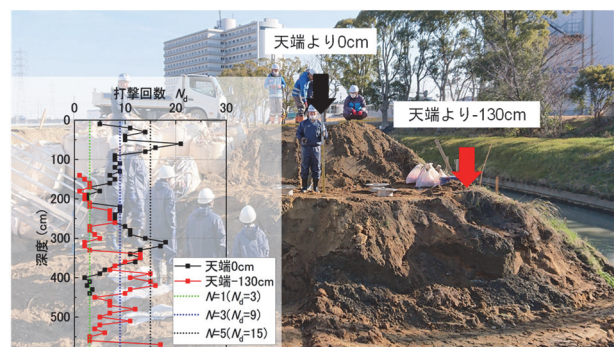 天端より0cm
天端より-130cm
打撃回数 Nd
0 10 20 30
0
100
200
300
400
500
深度(cm)
天端0cm
天端-130cm
N=1(Nd=3)
N=3(Nd=9)
N=5(Nd=15)